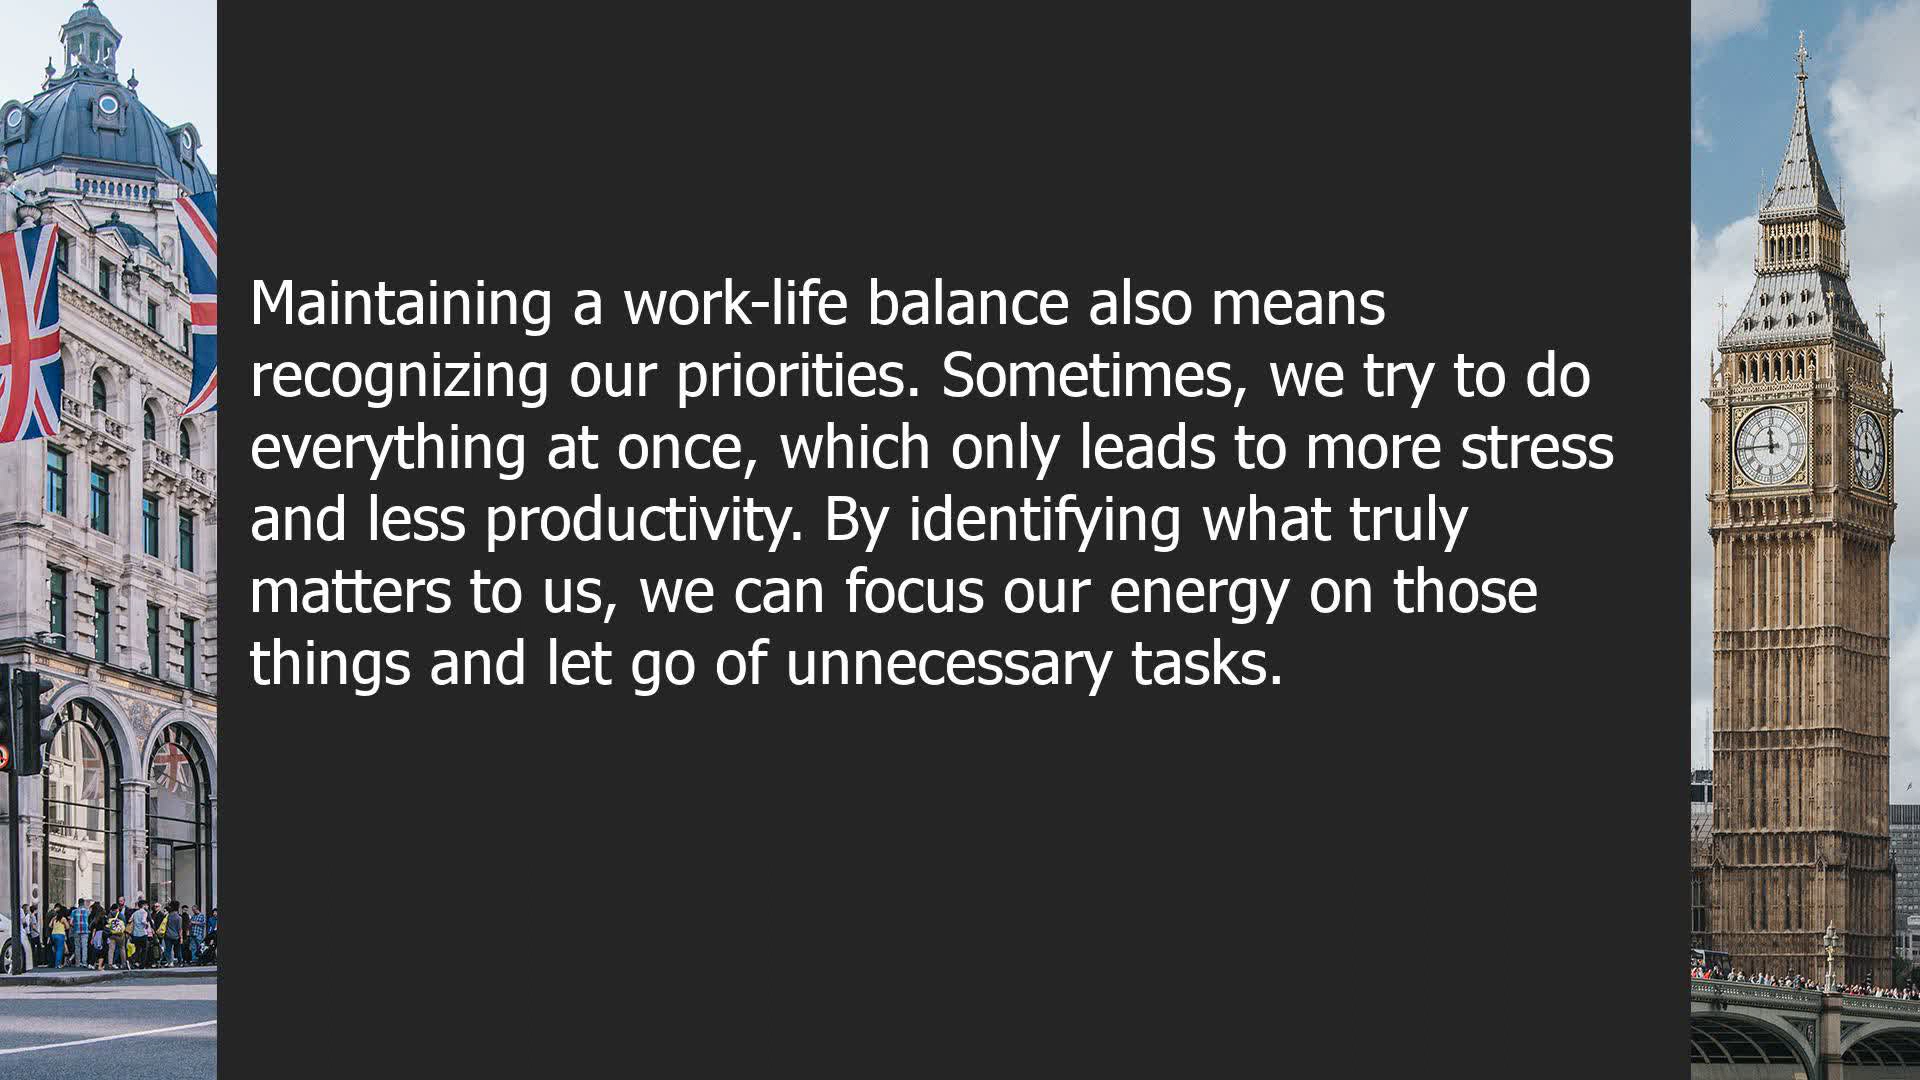 Maintaining a work-life balance also means
recognizing our priorities. Sometimes, we try to do
everything at once, which only leads to more stress
and less productivity. By identifying what truly
matters to us, we can focus our energy on those
things and let go of unnecessary tasks.